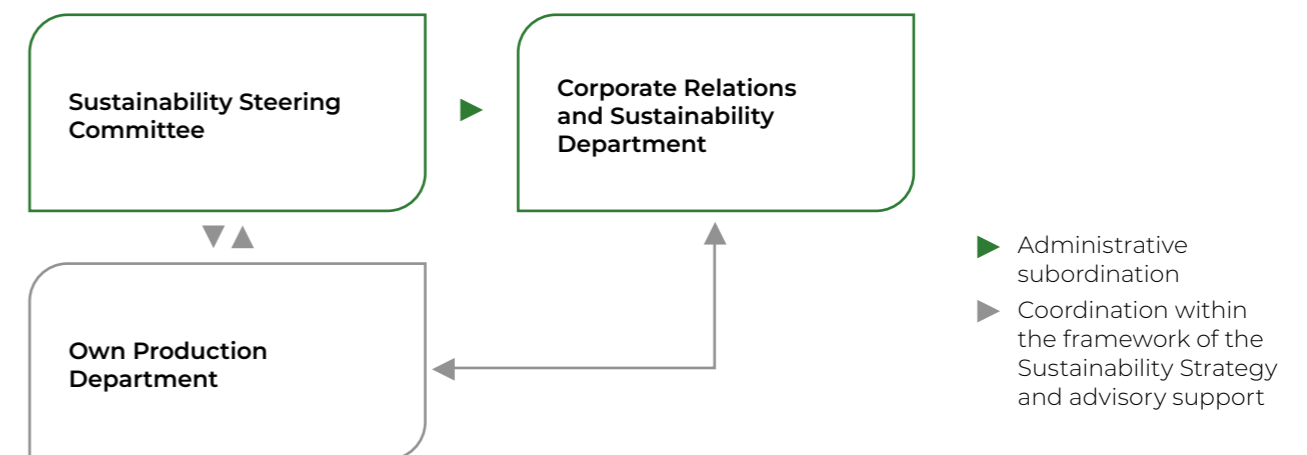 Sustainability Steering
Committee
Corporate Relations
and Sustainability
Department
Own Production
Department
Administrative
subordination
Coordination within
the framework of the
Sustainability Strategy
and advisory support